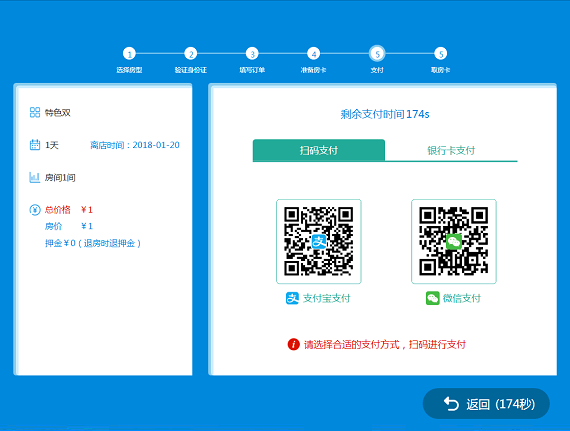 1 2 3 4 5 5
选择房型 验证身份证 填写订单 准备房卡 支付 取房卡
特色双
1天 离店时间：2018-01-20
房间1间
总价格 ￥1
房价 ￥1
押金￥0（退房时退押金）
剩余支付时间174s
扫码支付 银行卡支付
支付宝支付 微信支付
请选择合适的支付方式，扫码进行支付
返回 (174秒)